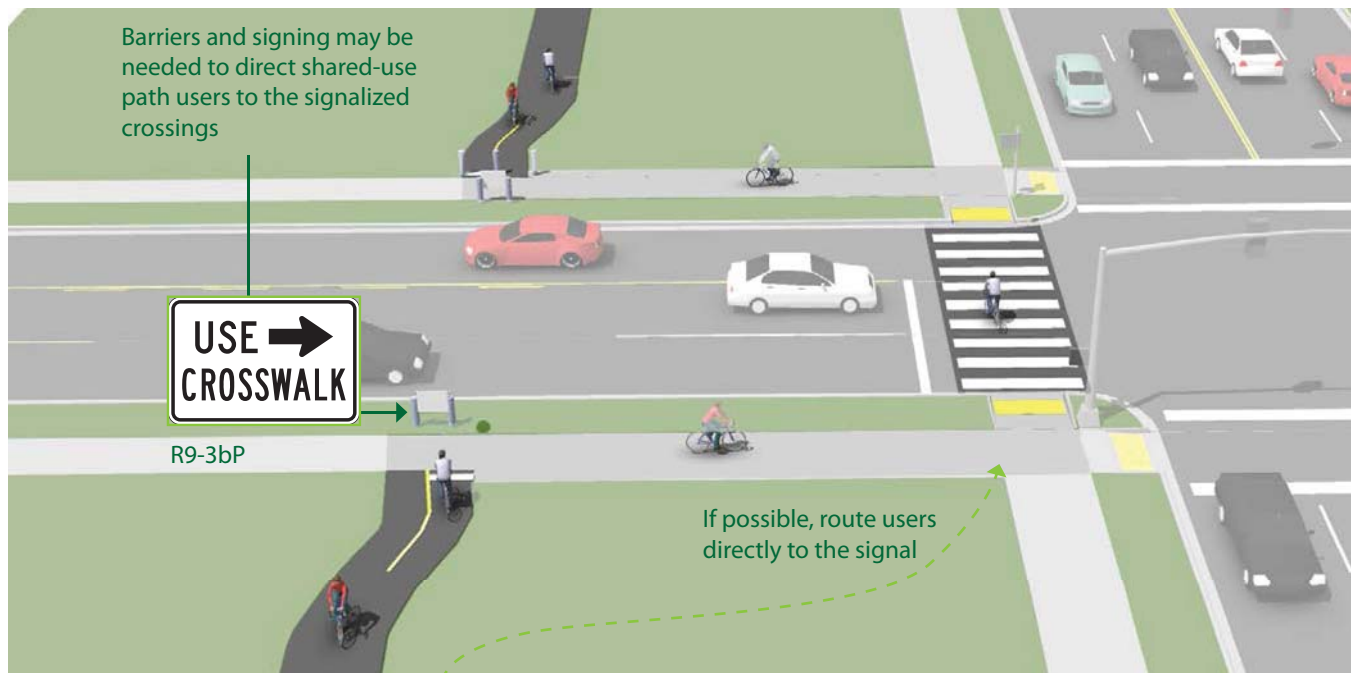 Barriers and signing may be
needed to direct shared-use
path users to the signalized
crossings
USE
CROSSWALK
R9-3bP
If possible, route users
directly to the signal